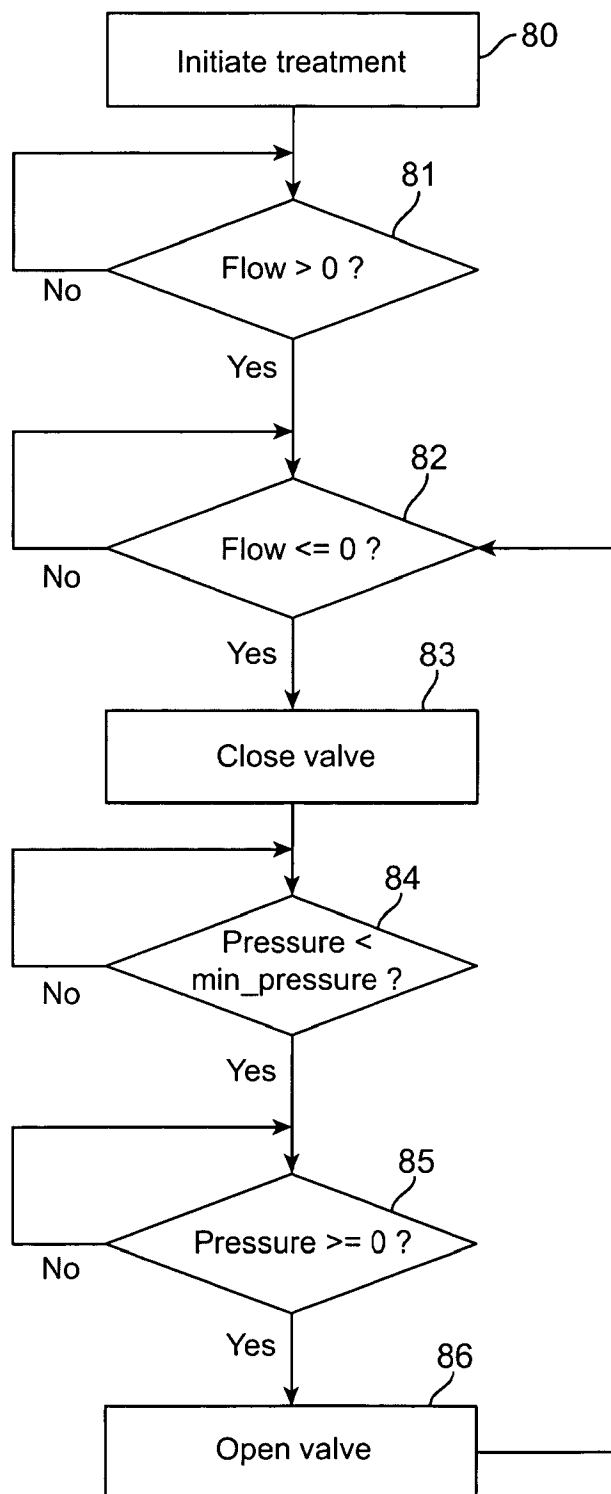 Initiate treatment
80
81
Flow > 0 ?
No
Yes
82
Flow <= 0 ?
No
Yes
83
Close valve
84
Pressure <
min_pressure ?
No
Yes
85
Pressure >= 0 ?
No
Yes
86
Open valve